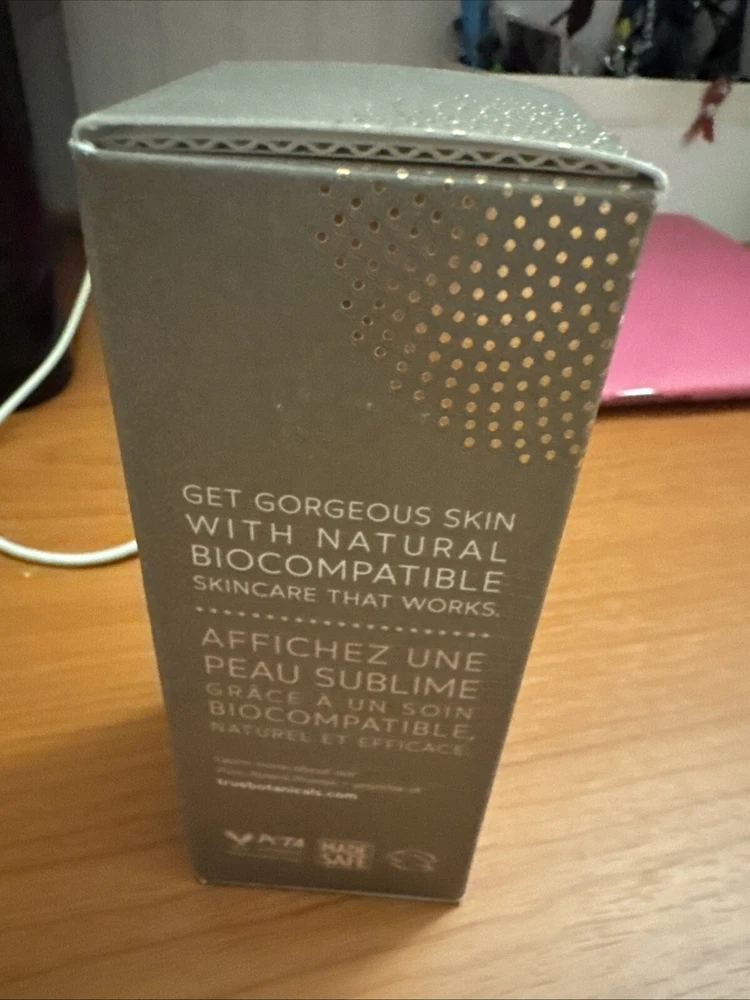 GET GORGEOUS SKIN
WITH NATURAL
BIOCOMPATIBLE
SKINCARE THAT WORKS.
AFFICHEZ UNE
PEAU SUBLIME
GRÂCE À UN SOIN
BIOCOMPATIBLE,
NATUREL ET EFFICACE.
truebotanicals.com
PETA
MADE
SAFE